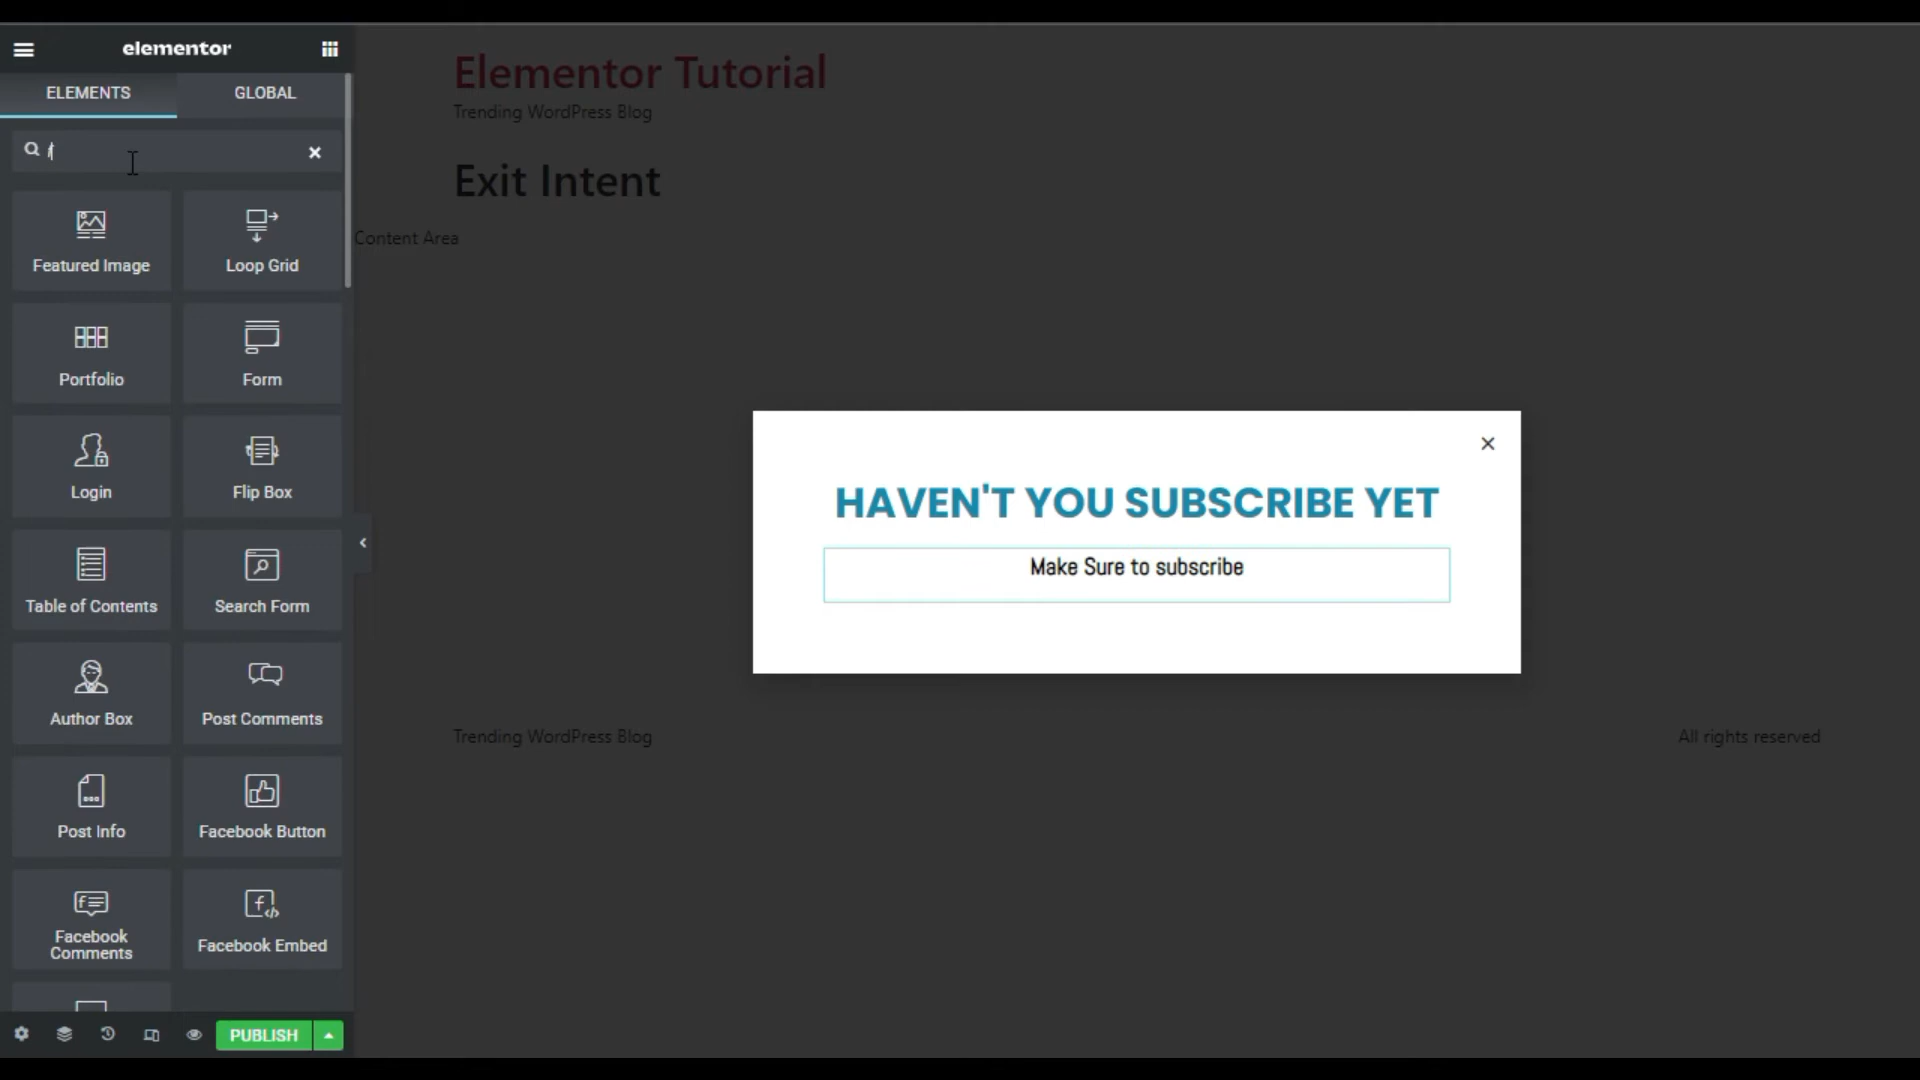 elementor
ELEMENTS
GLOBAL
f
Featured Image
Loop Grid
Portfolio
Form
Login
Flip Box
Table of Contents
Search Form
Author Box
Post Comments
Post Info
Facebook Button
Facebook
Comments
Facebook Embed
PUBLISH
Elementor Tutorial
Trending WordPress Blog
Exit Intent
Content Area
HAVEN'T YOU SUBSCRIBE YET
Make Sure to subscribe
Trending WordPress Blog
All rights reserved